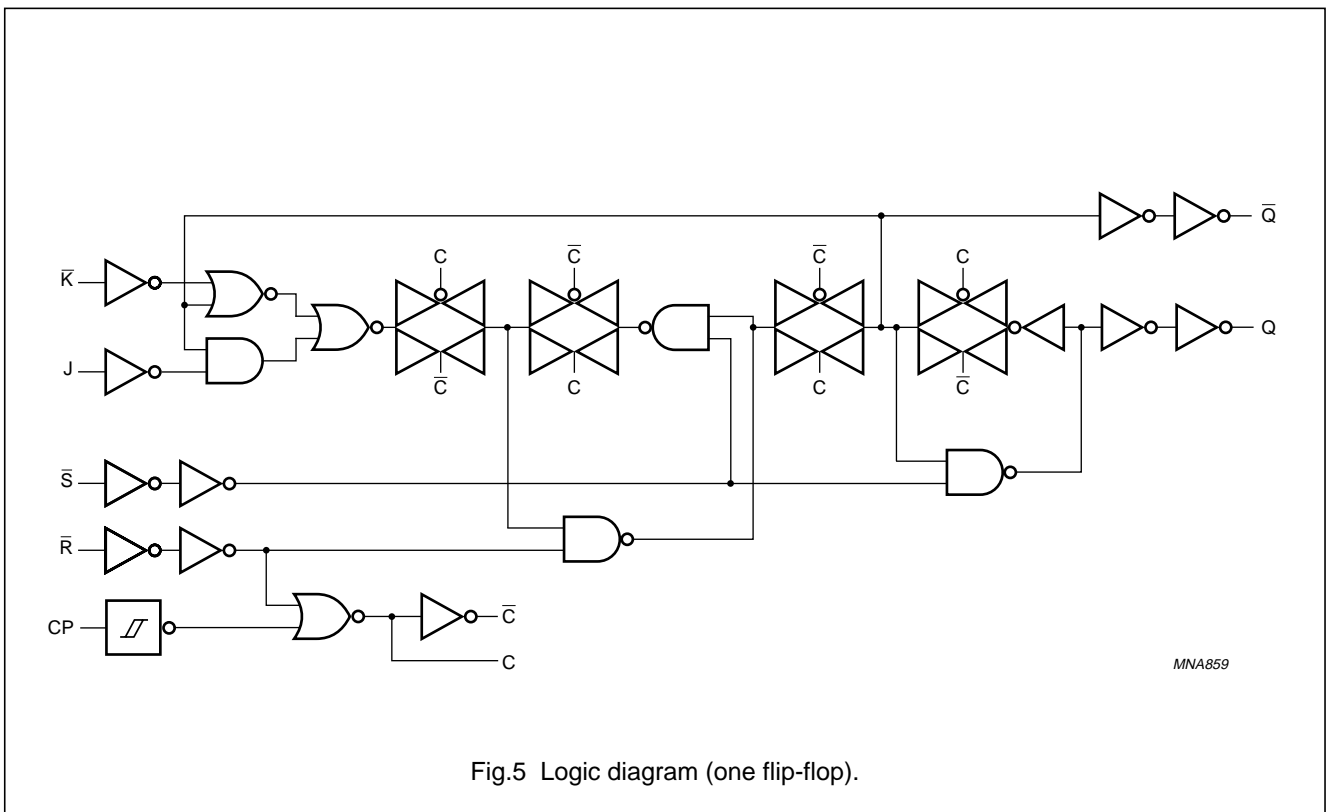 Q̅
K̅
C
C̅
C̅
C
J
Q
C̅
C
C
C̅
S̅
R̅
CP
C̅
C
MNA859
Fig.5 Logic diagram (one flip-flop).